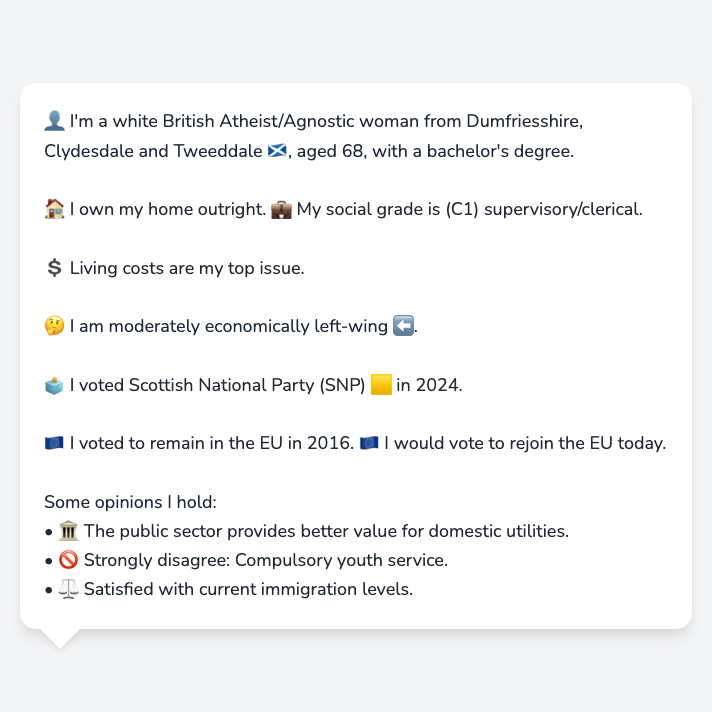 👤 I'm a white British Atheist/Agnostic woman from Dumfriesshire,
Clydesdale and Tweeddale 🏴󠁧󠁢󠁳󠁣󠁴󠁿, aged 68, with a bachelor's degree.
🏠 I own my home outright. 💼 My social grade is (C1) supervisory/clerical.
💲 Living costs are my top issue.
🤔 I am moderately economically left-wing ⬅️.
🗳️ I voted Scottish National Party (SNP) 🟨 in 2024.
🇪🇺 I voted to remain in the EU in 2016. 🇪🇺 I would vote to rejoin the EU today.
Some opinions I hold:
• 🏛️ The public sector provides better value for domestic utilities.
• 🚫 Strongly disagree: Compulsory youth service.
• ⚖️ Satisfied with current immigration levels.